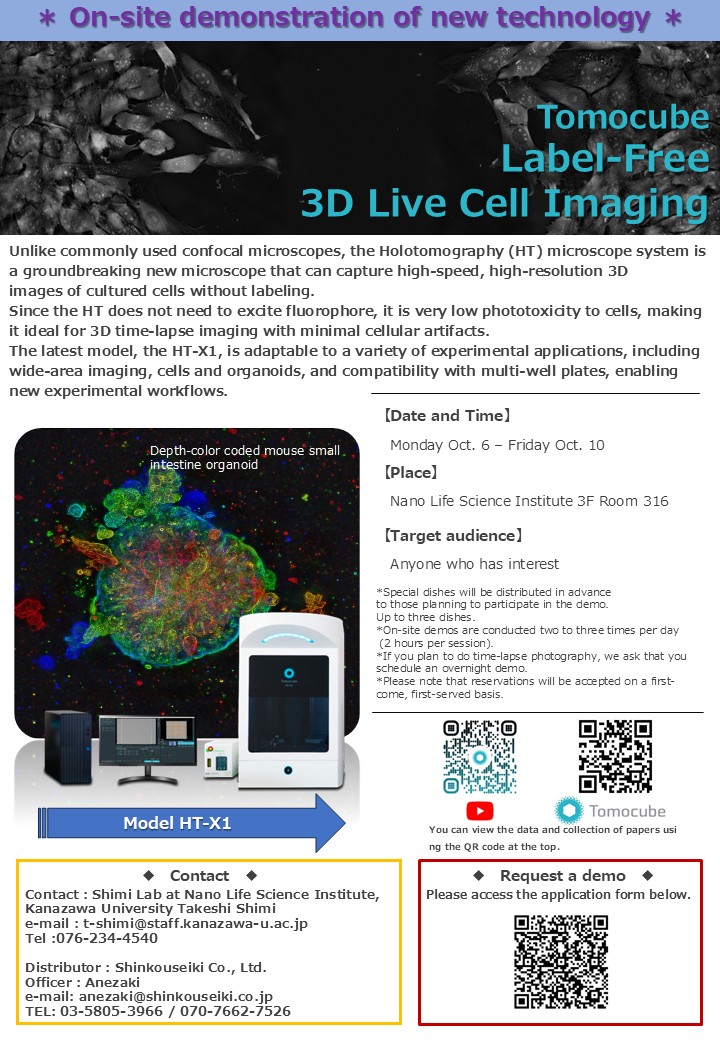 ＊ On-site demonstration of new technology ＊
Tomocube
Label-Free
3D Live Cell Imaging
Unlike commonly used confocal microscopes, the Holotomography (HT) microscope system is
a groundbreaking new microscope that can capture high-speed, high-resolution 3D
images of cultured cells without labeling.
Since the HT does not need to excite fluorophore, it is very low phototoxicity to cells, making
it ideal for 3D time-lapse imaging with minimal cellular artifacts.
The latest model, the HT-X1, is adaptable to a variety of experimental applications, including
wide-area imaging, cells and organoids, and compatibility with multi-well plates, enabling
new experimental workflows.
Depth-color coded mouse small
intestine organoid
Tomocube
Model HT-X1
【Date and Time】
Monday Oct. 6 – Friday Oct. 10
【Place】
Nano Life Science Institute 3F Room 316
【Target audience】
Anyone who has interest
*Special dishes will be distributed in advance
to those planning to participate in the demo.
Up to three dishes.
*On-site demos are conducted two to three times per day
(2 hours per session).
*If you plan to do time-lapse photography, we ask that you
schedule an overnight demo.
*Please note that reservations will be accepted on a first-
come, first-served basis.
Tomocube
You can view the data and collection of papers usi
ng the QR code at the top.
◆ Contact ◆
Contact : Shimi Lab at Nano Life Science Institute,
Kanazawa University Takeshi Shimi
e-mail : t-shimi@staff.kanazawa-u.ac.jp
Tel :076-234-4540
Distributor : Shinkouseiki Co., Ltd.
Officer : Anezaki
e-mail: anezaki@shinkouseiki.co.jp
TEL: 03-5805-3966 / 070-7662-7526
◆ Request a demo ◆
Please access the application form below.